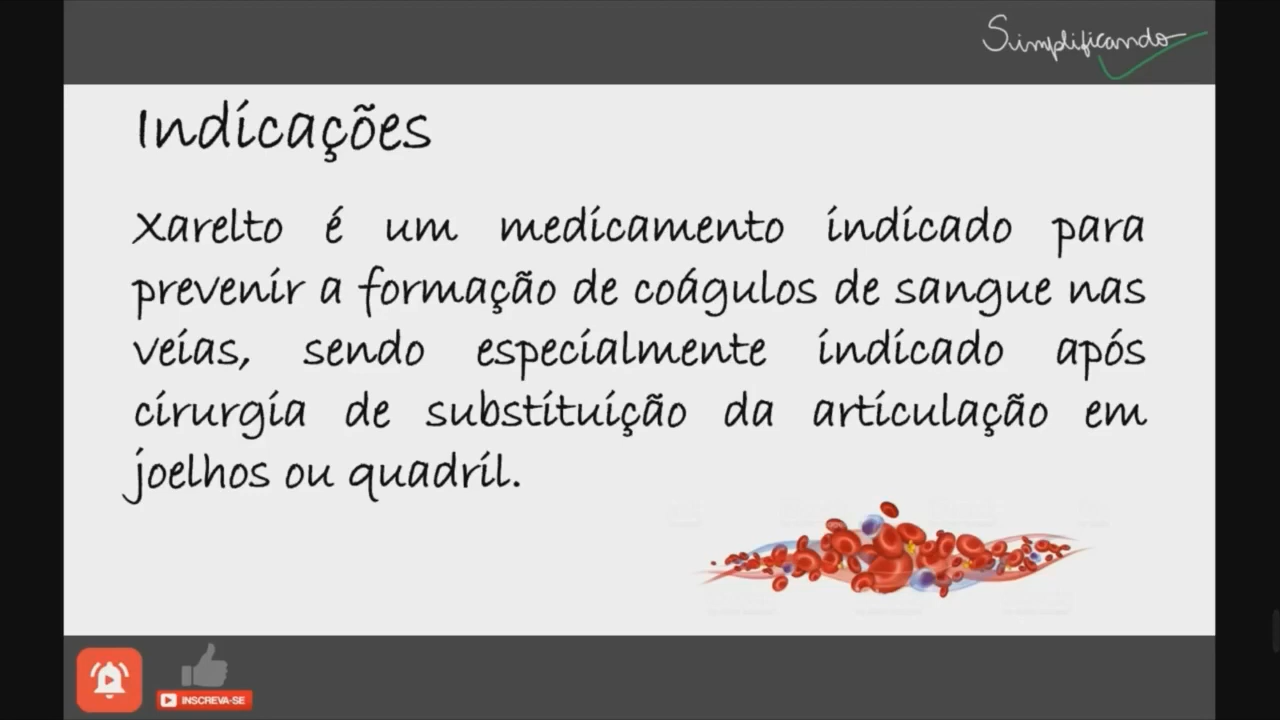 Simplificando
Indicações
Xarelto é um medicamento indicado para
prevenir a formação de coágulos de sangue nas
veias, sendo especialmente indicado após
cirurgia de substituição da articulação em
joelhos ou quadril.
INSCREVA-SE